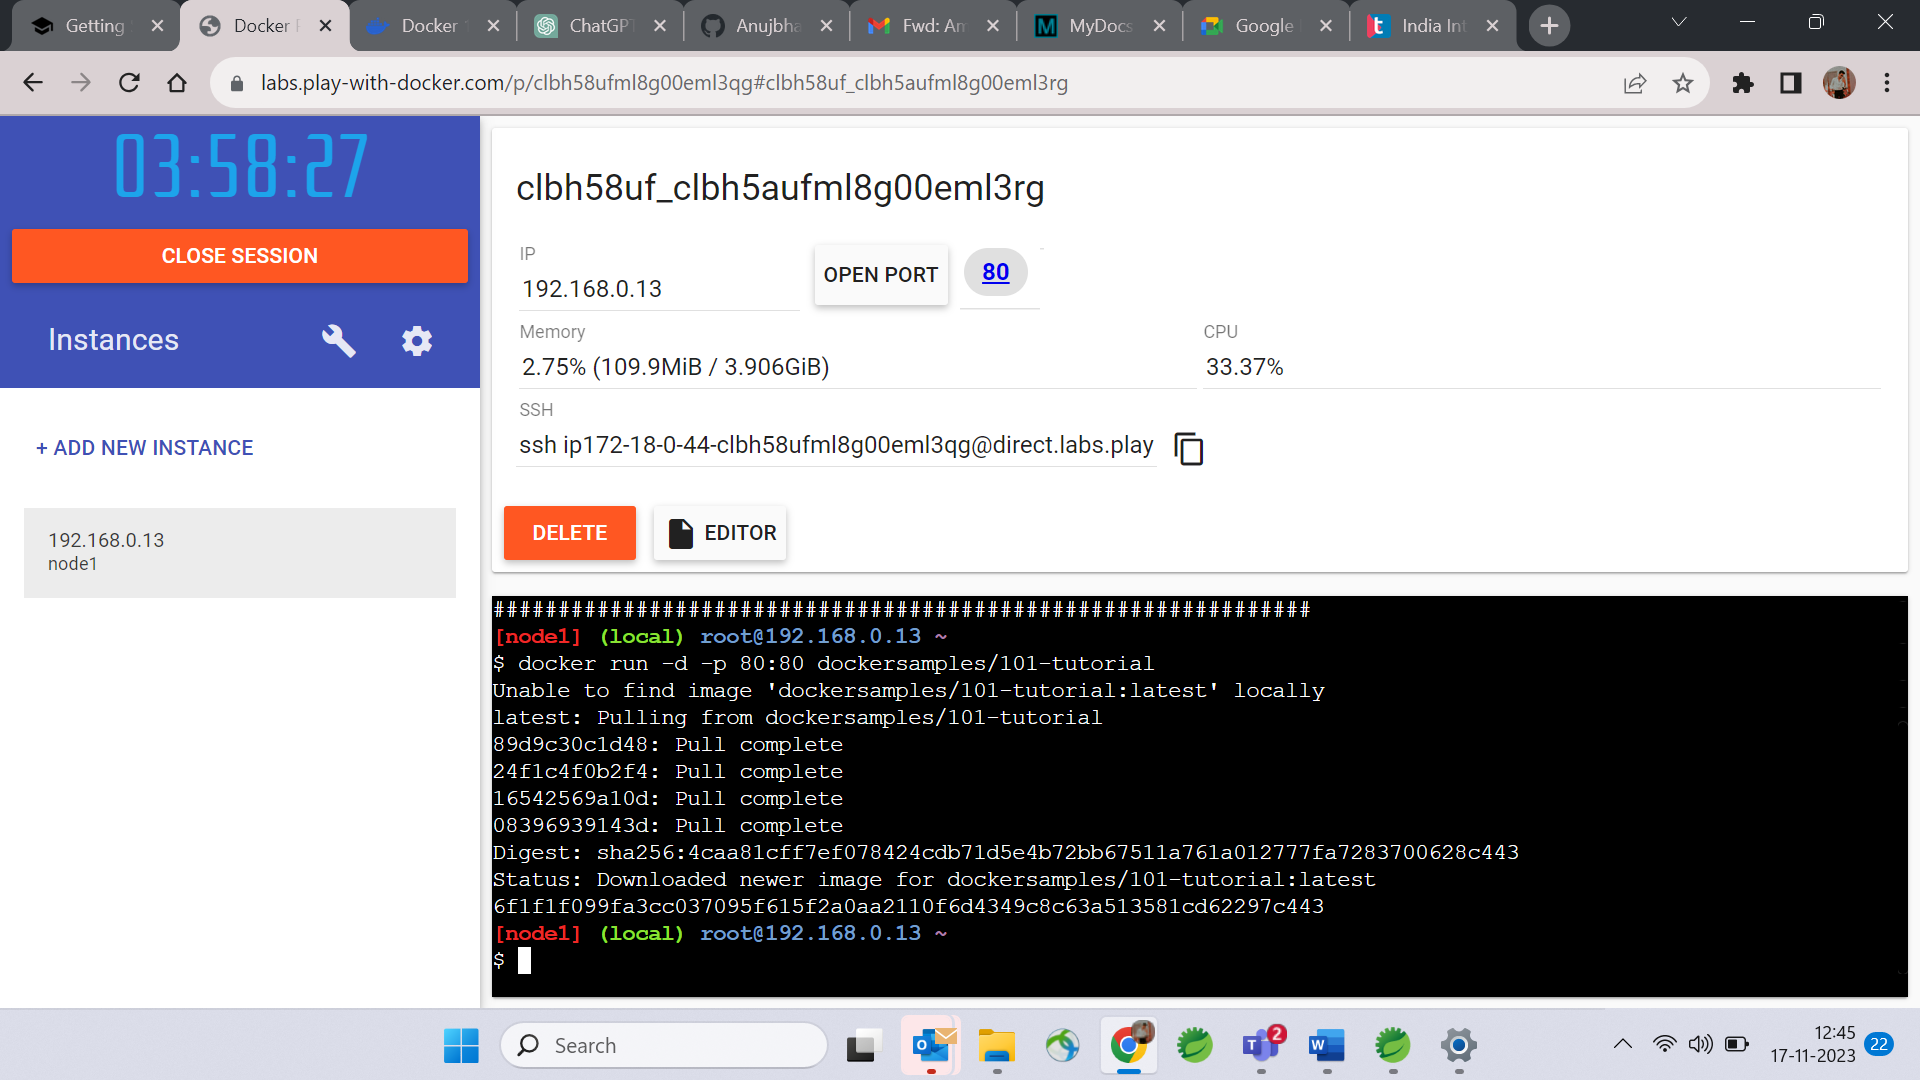 Getting
Docker
Docker
ChatGPT
Anujbha
Fwd: Am
MyDocs
Google
India Int
labs.play-with-docker.com/p/clbh58ufml8g00eml3qg#clbh58uf_clbh5aufml8g00eml3rg
03:58:27
CLOSE SESSION
Instances
+ ADD NEW INSTANCE
192.168.0.13
node1
clbh58uf_clbh5aufml8g00eml3rg
IP
192.168.0.13
OPEN PORT
80
Memory
2.75% (109.9MiB / 3.906GiB)
CPU
33.37%
SSH
ssh ip172-18-0-44-clbh58ufml8g00eml3qg@direct.labs.play
DELETE
EDITOR
###############################################################
[node1] (local) root@192.168.0.13 ~
$ docker run -d -p 80:80 dockersamples/101-tutorial
Unable to find image 'dockersamples/101-tutorial:latest' locally
latest: Pulling from dockersamples/101-tutorial
89d9c30c1d48: Pull complete
24f1c4f0b2f4: Pull complete
16542569a10d: Pull complete
08396939143d: Pull complete
Digest: sha256:4caa81cff7ef078424cdb71d5e4b72bb67511a761a012777fa7283700628c443
Status: Downloaded newer image for dockersamples/101-tutorial:latest
6f1f1f099fa3cc037095f615f2a0aa2110f6d4349c8c63a513581cd62297c443
[node1] (local) root@192.168.0.13 ~
$
Search
2
12:45
17-11-2023
22